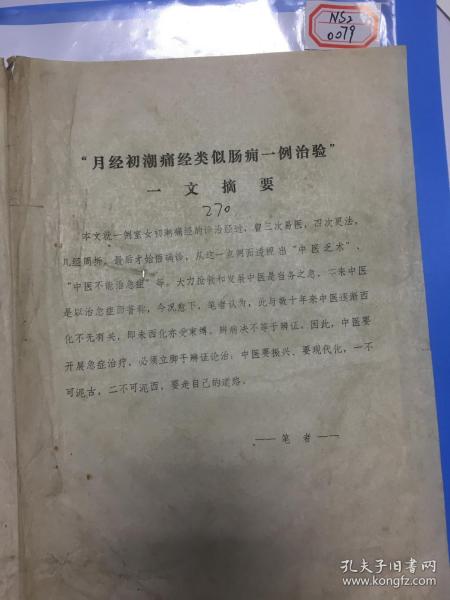 NS2
0079
“月经初潮痛经类似肠痈一例治验”
一文摘要
270
本文就一例室女初潮痛经的诊治经过，曾三次易医，四次更法，
几经周折，最后才始臻确诊，从这一点侧面透视出“中医乏术”、
“中医不能治急症”等。大力抢救和发展中医是当务之急，本来中医
是以治急症而著称，今况愈下，笔者认为，此与数十年来中医逐渐西
化不无有关，即未西化亦受束缚。辨病决不等于辨证。因此，中医要
开展急症治疗，必须立脚于辨证论治；中医要振兴、要现代化，一不
可泥古，二不可泥西，要走自己的道路。
——笔者——
孔夫子旧书网
www.kongfz.com